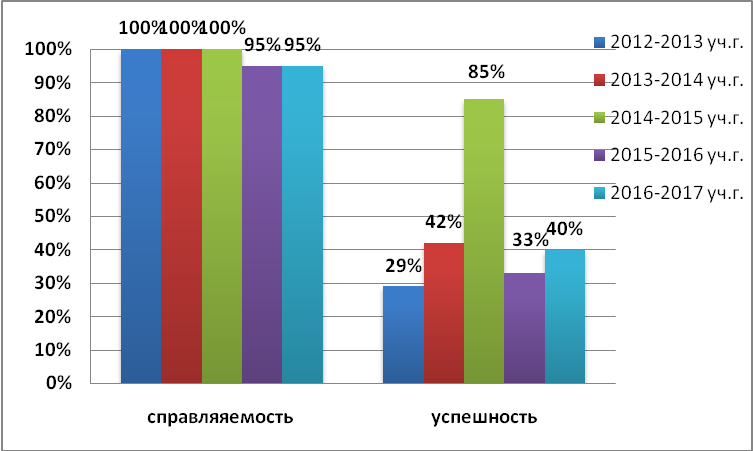 100%
90%
80%
70%
60%
50%
40%
30%
20%
10%
0%
100% 100% 100% 95% 95%
29% 42% 85% 33% 40%
справляяемость успешность
2012-2013 уч.г.
2013-2014 уч.г.
2014-2015 уч.г.
2015-2016 уч.г.
2016-2017 уч.г.